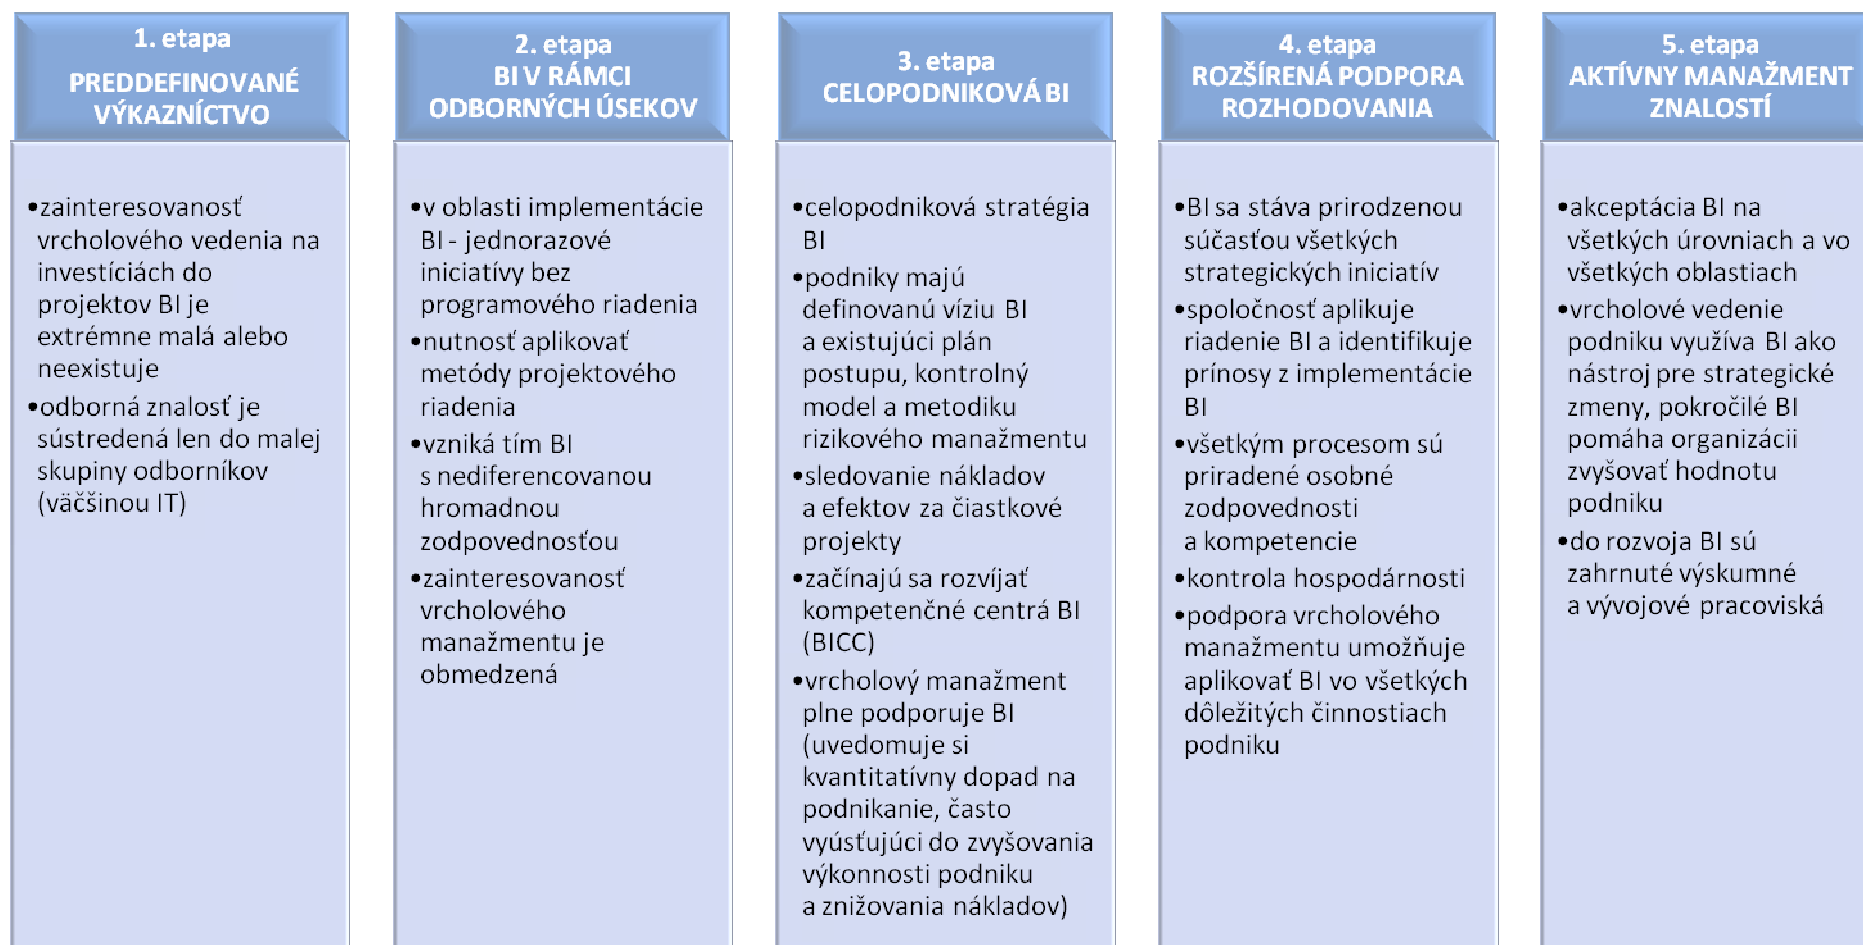 1. etapa
PREDDEFINOVANÉ
VÝKAZNÍCTVO
•zainteresovanosť
vrcholového vedenia na
investíciách do
projektov BI je
extrémne malá alebo
neexistuje
•odborná znalosť je
sústredená len do malej
skupiny odborníkov
(väčšinou IT)
2. etapa
BI V RÁMCI
ODBORNÝCH ÚSEKOV
•v oblasti implementácie
BI - jednorazové
iniciatívy bez
programového riadenia
•nutnosť aplikovať
metódy projektového
riadenia
•vzniká tím BI
s nediferencovanou
hromadnou
zodpovednosťou
•zainteresovanosť
vrcholového
manažmentu je
obmedzená
3. etapa
CELOPODNIKOVÁ BI
•celopodniková stratégia
BI
•podniky majú
definovanú víziu BI
a existujúci plán
postupu, kontrolný
model a metodiku
rizikového manažmentu
•sledovanie nákladov
a efektov za čiastkové
projekty
•začínajú sa rozvíjať
kompetenčné centrá BI
(BICC)
•vrcholový manažment
plne podporuje BI
(uvedomuje si
kvantitatívny dopad na
podnikanie, často
vyúsťujúci do zvyšovania
výkonnosti podniku
a znižovania nákladov)
4. etapa
ROZŠÍRENÁ PODPORA
ROZHODOVANIA
•BI sa stáva prirodzenou
súčasťou všetkých
strategických iniciatív
•spoločnosť aplikuje
riadenie BI a identifikuje
prínosy z implementácie
BI
•všetkým procesom sú
priradené osobné
zodpovednosti
a kompetencie
•kontrola hospodárnosti
•podpora vrcholového
manažmentu umožňuje
aplikovať BI vo všetkých
dôležitých činnostiach
podniku
5. etapa
AKTÍVNY MANAŽMENT
ZNALOSTÍ
•akceptácia BI na
všetkých úrovniach a vo
všetkých oblastiach
•vrcholové vedenie
podniku využíva BI ako
nástroj pre strategické
zmeny, pokročilé BI
pomáha organizácii
zvyšovať hodnotu
podniku
•do rozvoja BI sú
zahrnuté výskumné
a vývojové pracoviská